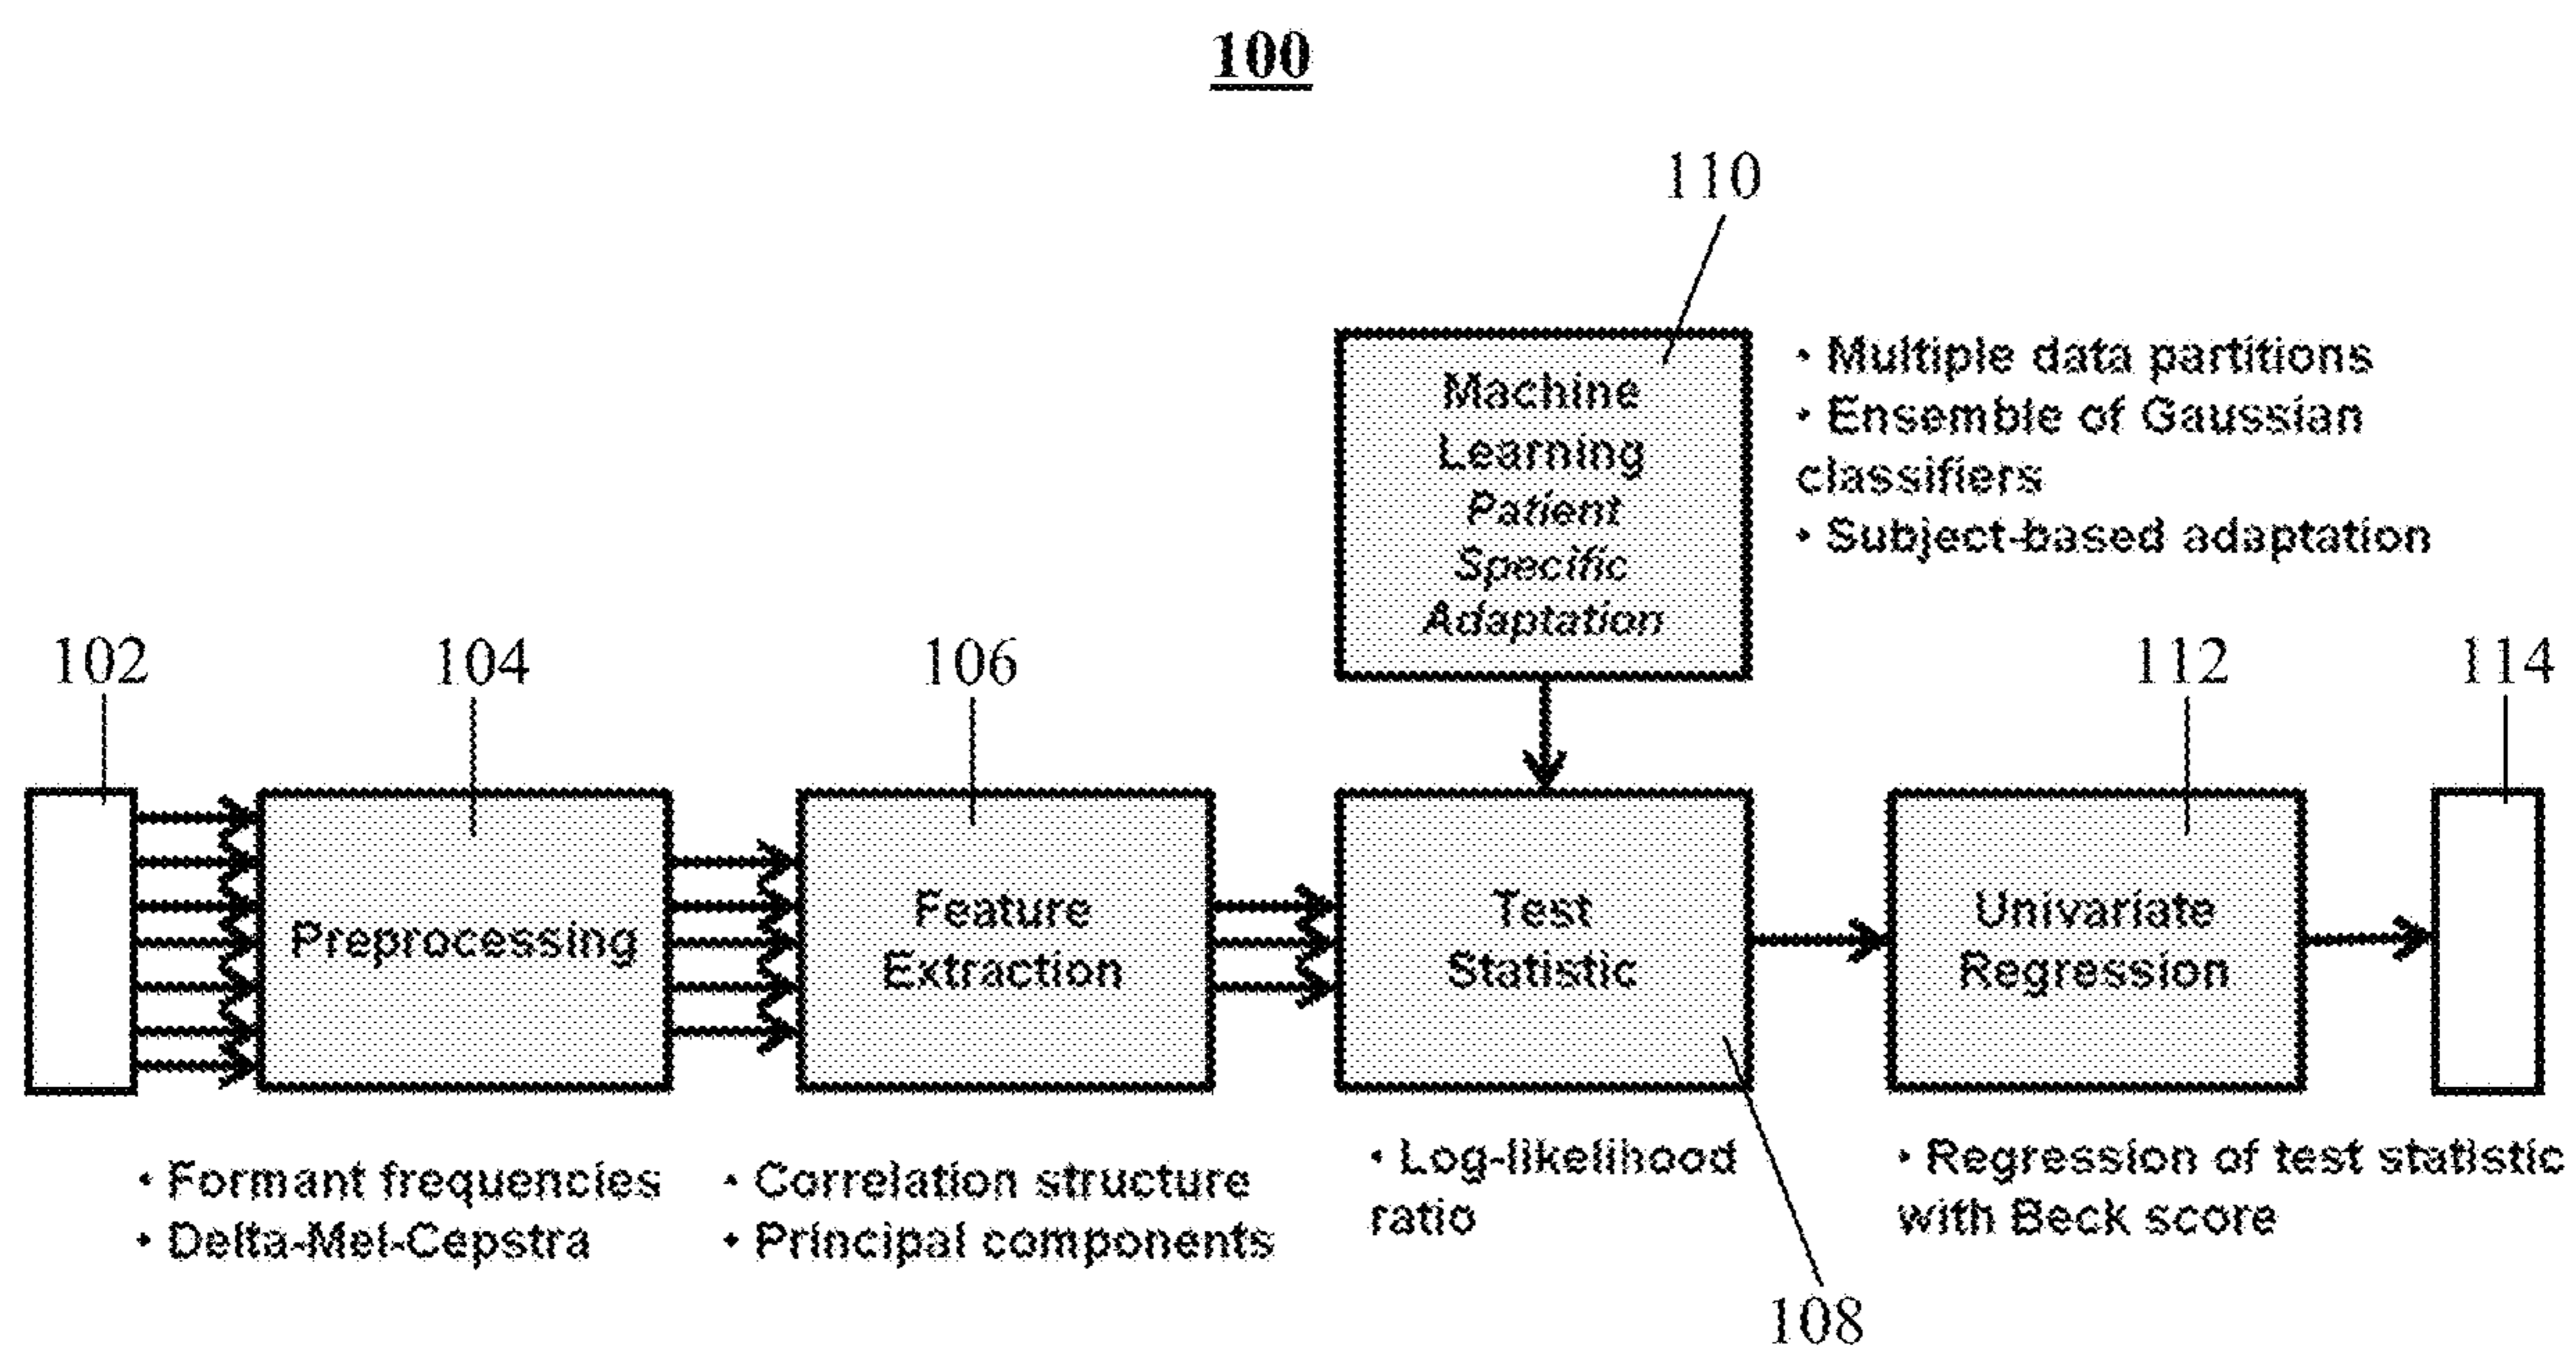 100
110
Machine
Learning
Patient
Specific
Adaptation
• Multiple data partitions
• Ensemble of Gaussian
classifiers
• Subject-based adaptation
102
104
106
112
114
Preprocessing
Feature
Extraction
Test
Statistic
Univariate
Regression
• Formant frequencies
• Delta-Mel-Cepstra
• Correlation structure
• Principal components
• Log-likelihood
ratio
• Regression of test statistic
with Beck score
108